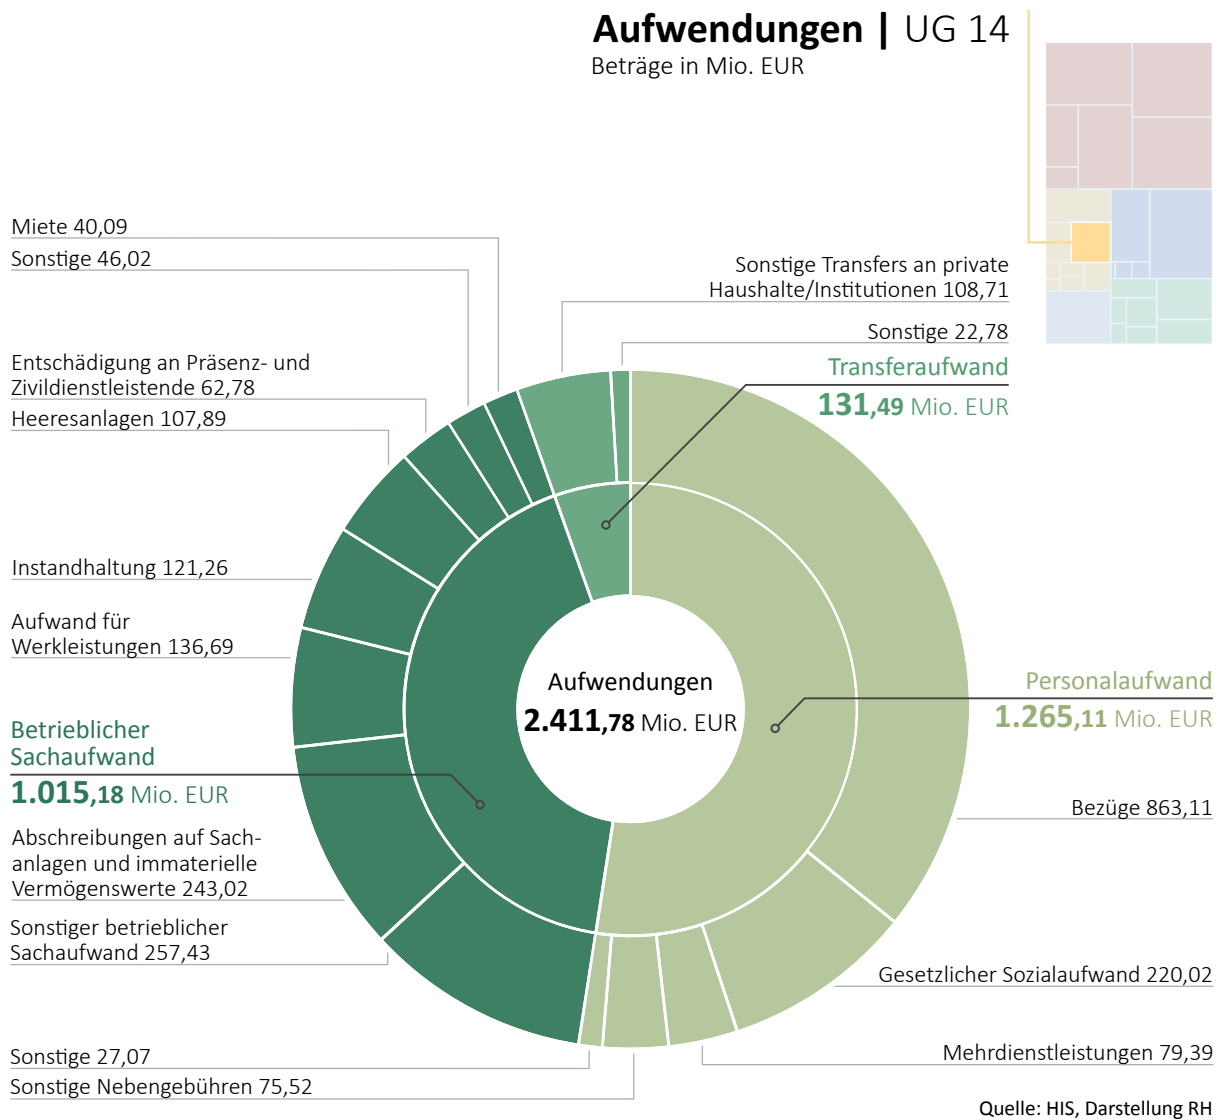 Aufwendungen | UG 14
Beträge in Mio. EUR
Miete 40,09
Sonstige 46,02
Sonstige Transfers an private
Haushalte/Institutionen 108,71
Sonstige 22,78
Entschädigung an Präsenz- und
Zivildienstleistende 62,78
Heeresanlagen 107,89
Transferaufwand
131,49 Mio. EUR
Instandhaltung 121,26
Aufwand für
Werkleistungen 136,69
Aufwendungen
2.411,78 Mio. EUR
Personalaufwand
1.265,11 Mio. EUR
Betrieblicher
Sachaufwand
1.015,18 Mio. EUR
Bezüge 863,11
Abschreibungen auf Sach-
anlagen und immaterielle
Vermögenswerte 243,02
Sonstiger betrieblicher
Sachaufwand 257,43
Gesetzlicher Sozialaufwand 220,02
Mehrdienstleistungen 79,39
Sonstige 27,07
Sonstige Nebengebühren 75,52
Quelle: HIS, Darstellung RH